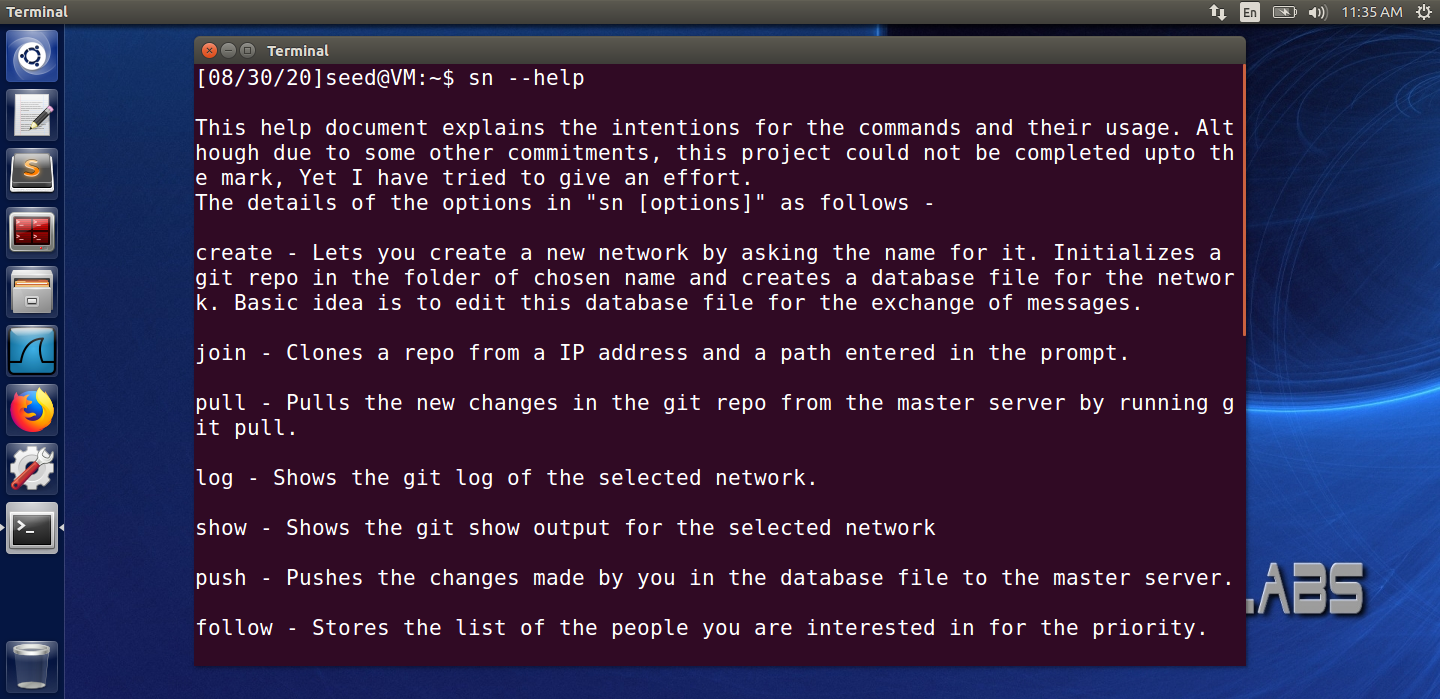 Terminal
En
11:35 AM
Terminal
[08/30/20]seed@VM:~$ sn --help
This help document explains the intentions for the commands and their usage. Alt
hough due to some other commitments, this project could not be completed upto th
e mark, Yet I have tried to give an effort.
The details of the options in "sn [options]" as follows -
create - Lets you create a new network by asking the name for it. Initializes a
git repo in the folder of chosen name and creates a database file for the networ
k. Basic idea is to edit this database file for the exchange of messages.
join - Clones a repo from a IP address and a path entered in the prompt.
pull - Pulls the new changes in the git repo from the master server by running g
it pull.
log - Shows the git log of the selected network.
show - Shows the git show output for the selected network
push - Pushes the changes made by you in the database file to the master server.
follow - Stores the list of the people you are interested in for the priority.
LABS